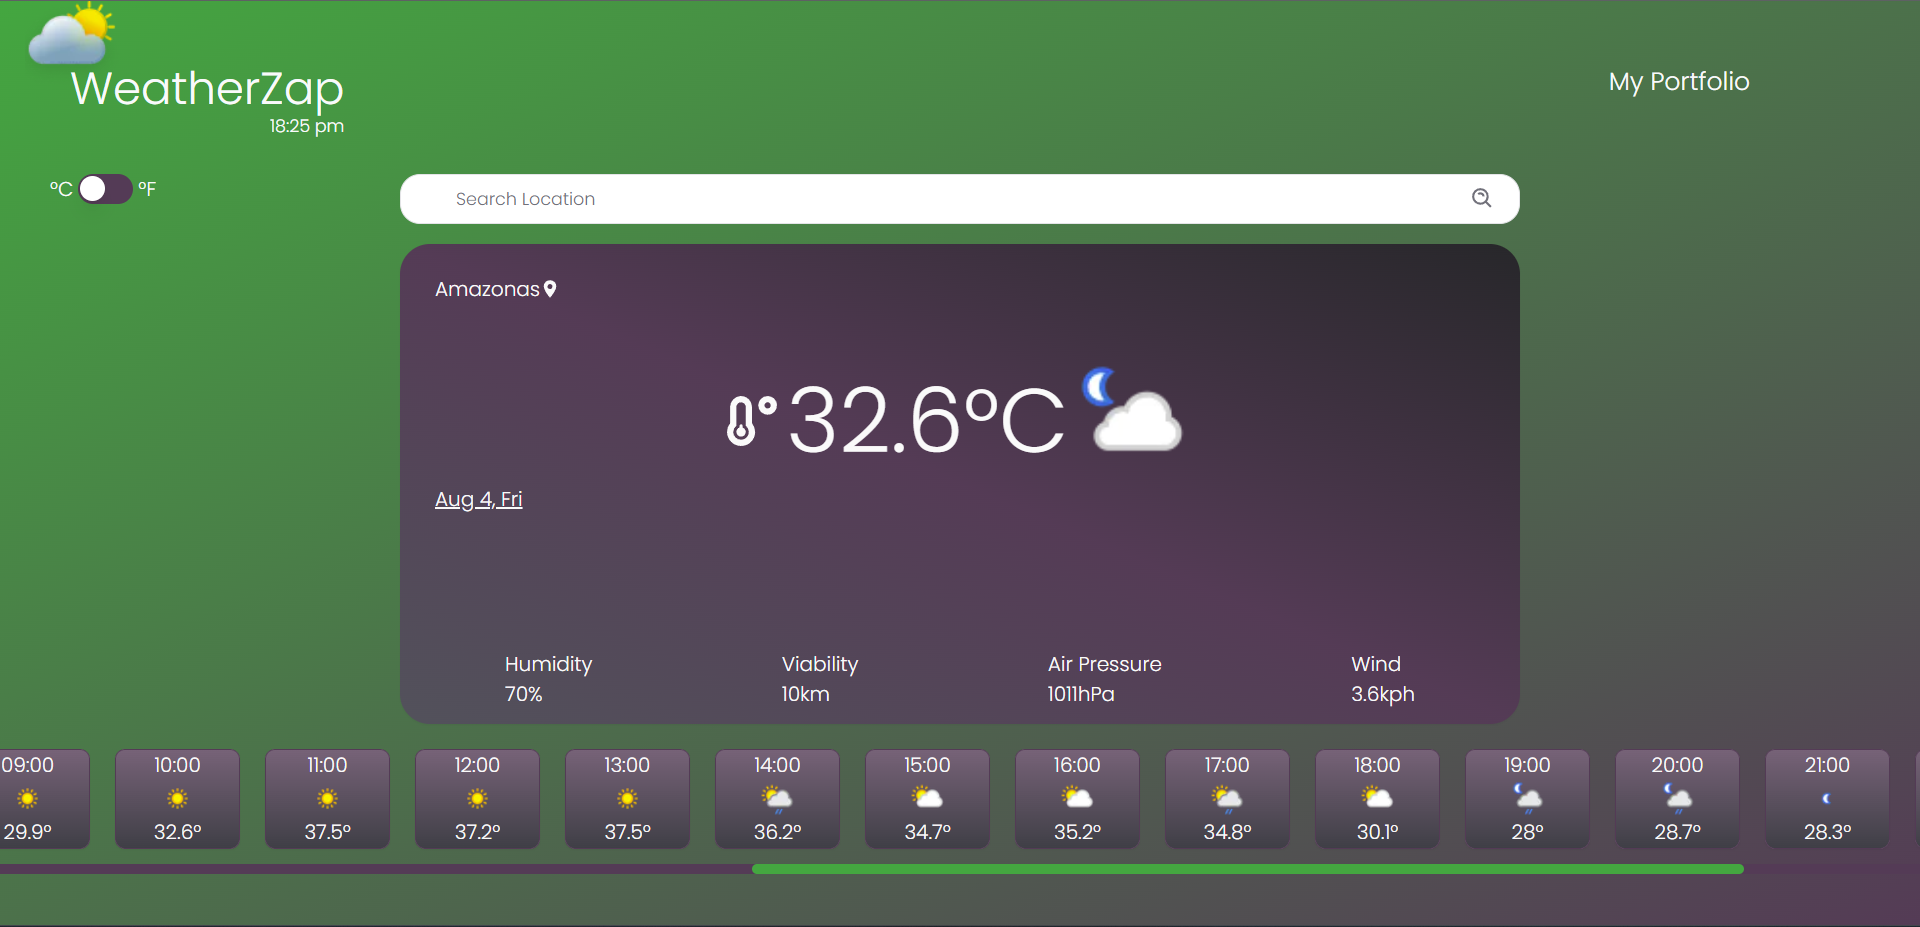 WeatherZap
18:25 pm
My Portfolio
°C °F
Search Location
Amazonas
32.6°C
Aug 4, Fri
Humidity Viability Air Pressure Wind
70% 10km 1011hPa 3.6kph
09:00 10:00 11:00 12:00 13:00 14:00 15:00 16:00 17:00 18:00 19:00 20:00 21:00
29.9° 32.6° 37.5° 37.2° 37.5° 36.2° 34.7° 35.2° 34.8° 30.1° 28° 28.7° 28.3°